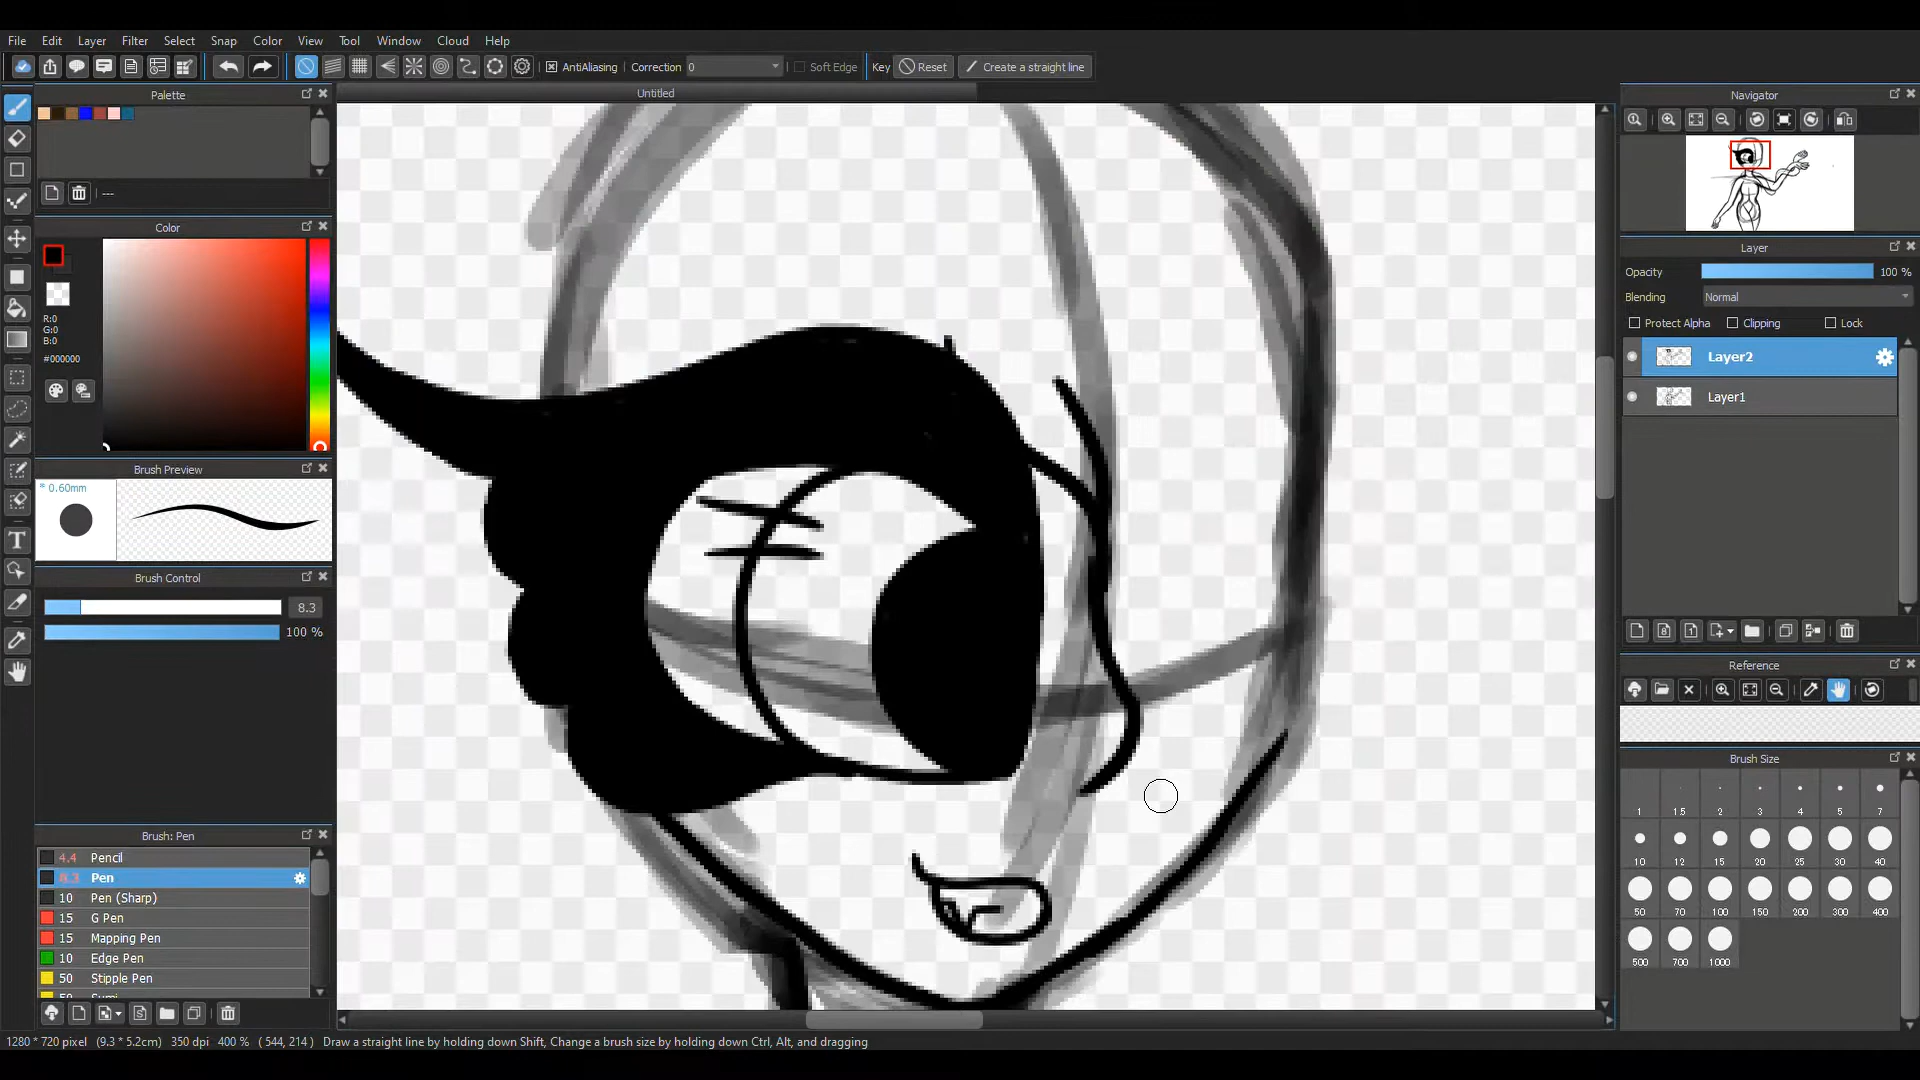 File Edit Layer Filter Select Snap Color View Tool Window Cloud Help
AntiAliasing Correction 0 Soft Edge Key Reset Create a straight line
Untitled
Palette
---
Color
R:0
G:0
B:0
#000000
Brush Preview
* 0.60mm
Brush Control
8.3
100 %
Brush: Pen
4.4 Pencil
8.3 Pen
10 Pen (Sharp)
15 G Pen
15 Mapping Pen
10 Edge Pen
50 Stipple Pen
50 Sumi
Navigator
Layer
Opacity 100 %
Blending Normal
Protect Alpha Clipping Lock
Layer2
Layer1
Reference
Brush Size
1 1.5 2 3 4 5 7
10 12 15 20 25 30 40
50 70 100 150 200 300 400
500 700 1000
1280 * 720 pixel (9.3 * 5.2cm) 350 dpi 400 % ( 544, 214 ) Draw a straight line by holding down Shift, Change a brush size by holding down Ctrl, Alt, and dragging